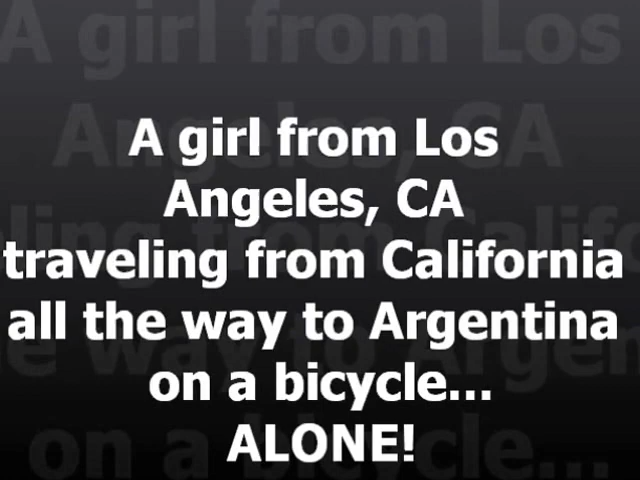 A girl from Los
Angeles, CA
traveling from California
all the way to Argentina
on a bicycle...
ALONE!